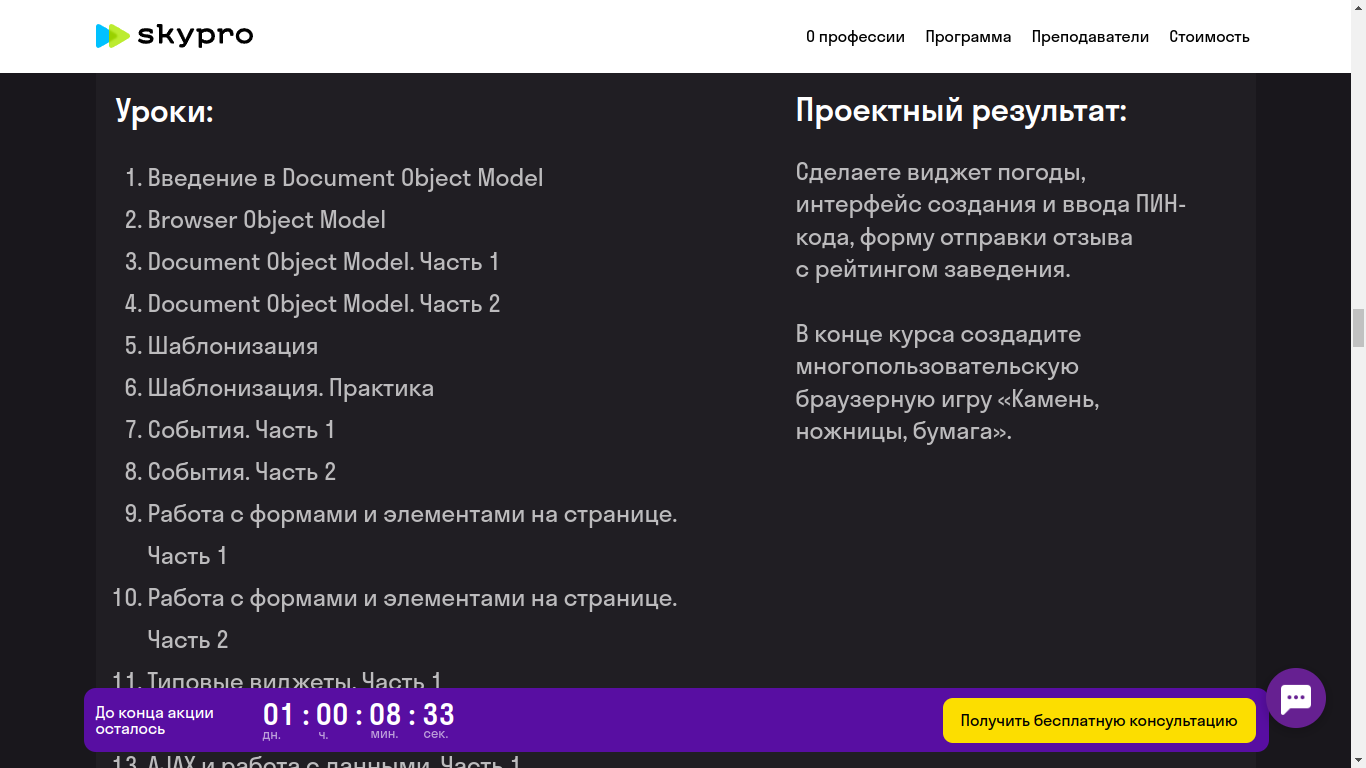 skypro
О профессии Программа Преподаватели Стоимость
Уроки:
1. Введение в Document Object Model
2. Browser Object Model
3. Document Object Model. Часть 1
4. Document Object Model. Часть 2
5. Шаблонизация
6. Шаблонизация. Практика
7. События. Часть 1
8. События. Часть 2
9. Работа с формами и элементами на странице.
Часть 1
10. Работа с формами и элементами на странице.
Часть 2
11. Типовые виджеты. Часть 1
13. AJAX и работа с данными. Часть 1
Проектный результат:
Сделаете виджет погоды,
интерфейс создания и ввода ПИН-
кода, форму отправки отзыва
с рейтингом заведения.
В конце курса создадите
многопользовательскую
браузерную игру «Камень,
ножницы, бумага».
До конца акции
осталось
01 : 00 : 08 : 33
дн. ч. мин. сек.
Получить бесплатную консультацию